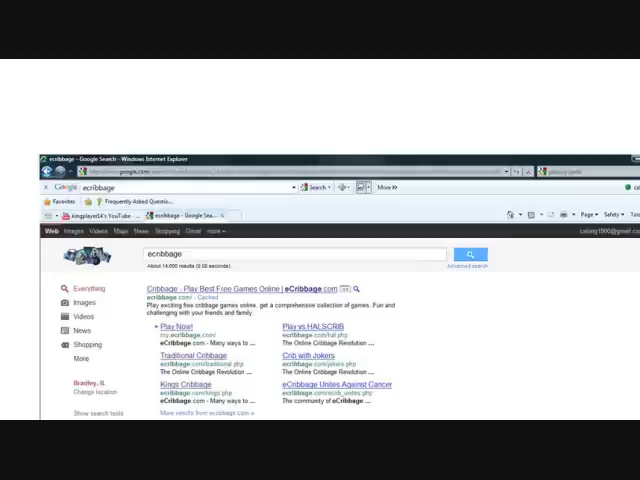 ecribbage - Google Search - Windows Internet Explorer
Google ecribbage Search More »
Favorites Frequently Asked Questio...
kingplayer14's YouTube - ... ecribbage - Google Sea... Page Safety
Web Images Videos Maps News Shopping Gmail more
ecribbage
About 14,600 results Advanced search
Everything
Images
Videos
News
Shopping
More
Bradley, IL
Change location
Show search tools
Cribbage - Play Best Free Games Online | eCribbage.com
ecribbage.com/ - Cached
Play exciting free cribbage games online. get a comprehensive collection of games. Fun and
challenging with your friends and family
Play Now!
my.ecribbage.com/
eCribbage.com - Many ways to ...
Play vs HALSCRIB
ecribbage.com/hal.php
The Online Cribbage Revolution ...
Traditional Cribbage
ecribbage.com/traditional.php
The Online Cribbage Revolution ...
Crib with Jokers
ecribbage.com/jokers.php
The Online Cribbage Revolution ...
Kings Cribbage
ecribbage.com/kings.php
eCribbage.com - Many ways to ...
eCribbage Unites Against Cancer
ecribbage.com/ecrib_unites.php
The community of eCribbage ...
More results from ecribbage.com »